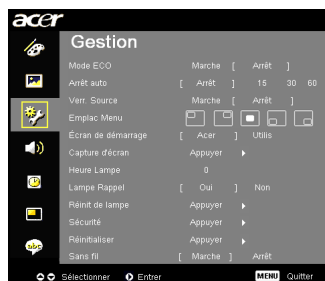 acer
Gestion
Mode ECO Marche [ Arrêt ]
Arrêt auto [ Arrêt ] 15 30 60
Verr. Source Marche [ Arrêt ]
Emplac Menu
Écran de démarrage [ Acer ] Utilis
Capture d'écran Appuyer
Heure Lampe 0
Lampe Rappel [ Oui ] Non
Réinit de lampe Appuyer
Sécurité Appuyer
Réinitialiser Appuyer
abc
Sans fil [ Marche ] Arrêt
Sélectionner Entrer MENU Quitter